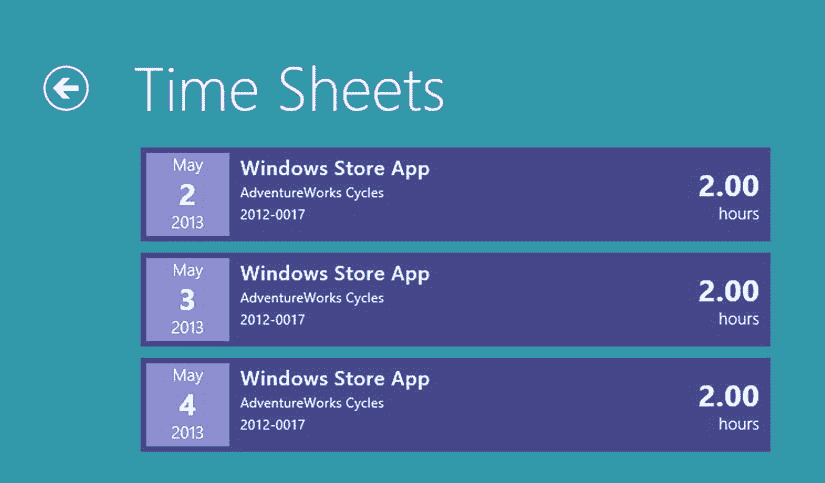 Time Sheets
May
2
2013
Windows Store App
AdventureWorks Cycles
2012-0017
2.00
hours
May
3
2013
Windows Store App
AdventureWorks Cycles
2012-0017
2.00
hours
May
4
2013
Windows Store App
AdventureWorks Cycles
2012-0017
2.00
hours